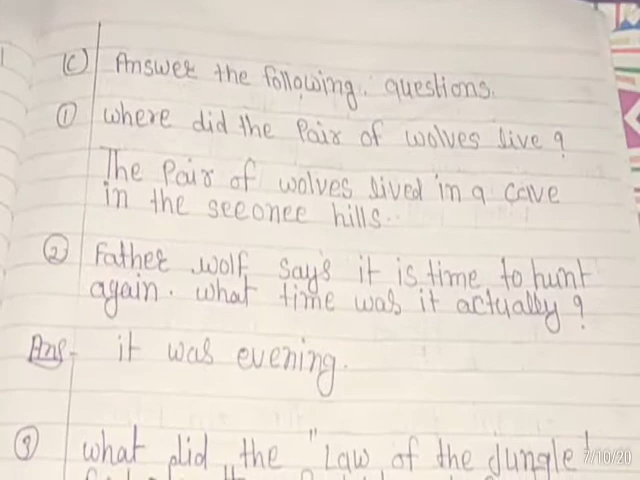 (C) Answer the following. questions.
① where did the Pair of wolves live?
The Pair of wolves lived in a cave
in the seeonee hills..
② Father wolf says it is time to hunt
again. what time was it actually?
Ans- it was evening.
③ what did the "Law of the jungle"
7/10/20